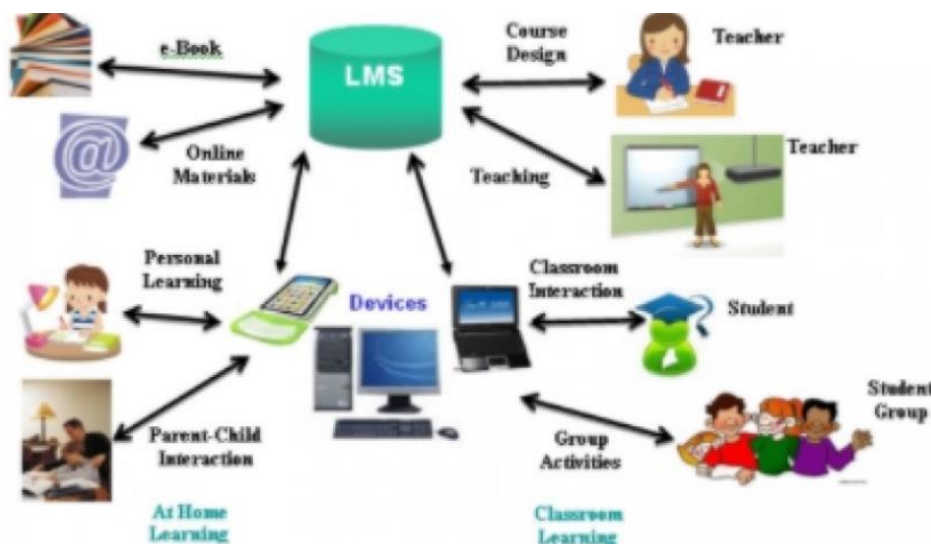 e-Book
LMS
Course
Design
Teacher
Online
Materials
Teaching
Teacher
Personal
Learning
Devices
Classroom
Interaction
Student
Parent-Child
Interaction
Group
Activities
Student
Group
At Home
Learning
Classroom
Learning